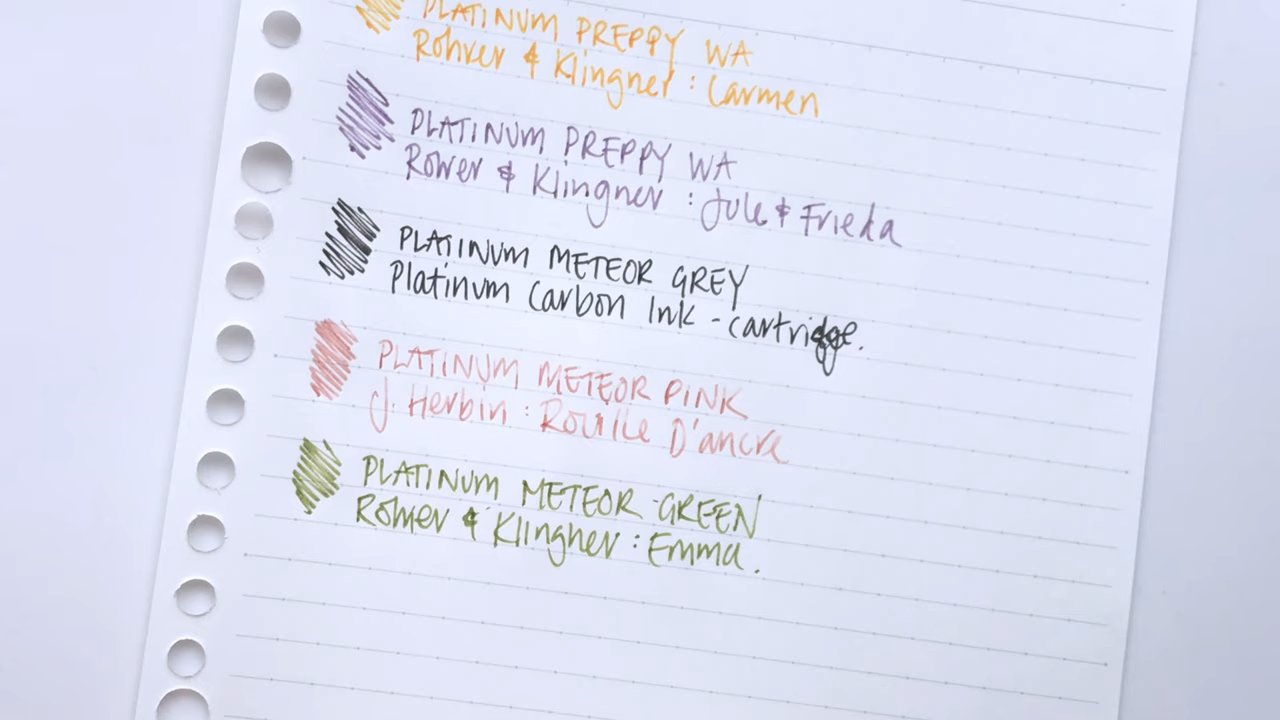 PLATINUM PREPPY WA
Rohrer & Klingner : Carmen
PLATINUM PREPPY WA
Rohrer & Klingner : Jule & Frieda
PLATINUM METEOR GREY
Platinum Carbon Ink - cartridge.
PLATINUM METEOR PINK
J. Herbin : Rouille D'ancre
PLATINUM METEOR GREEN
Rohrer & Klingner : Emma.